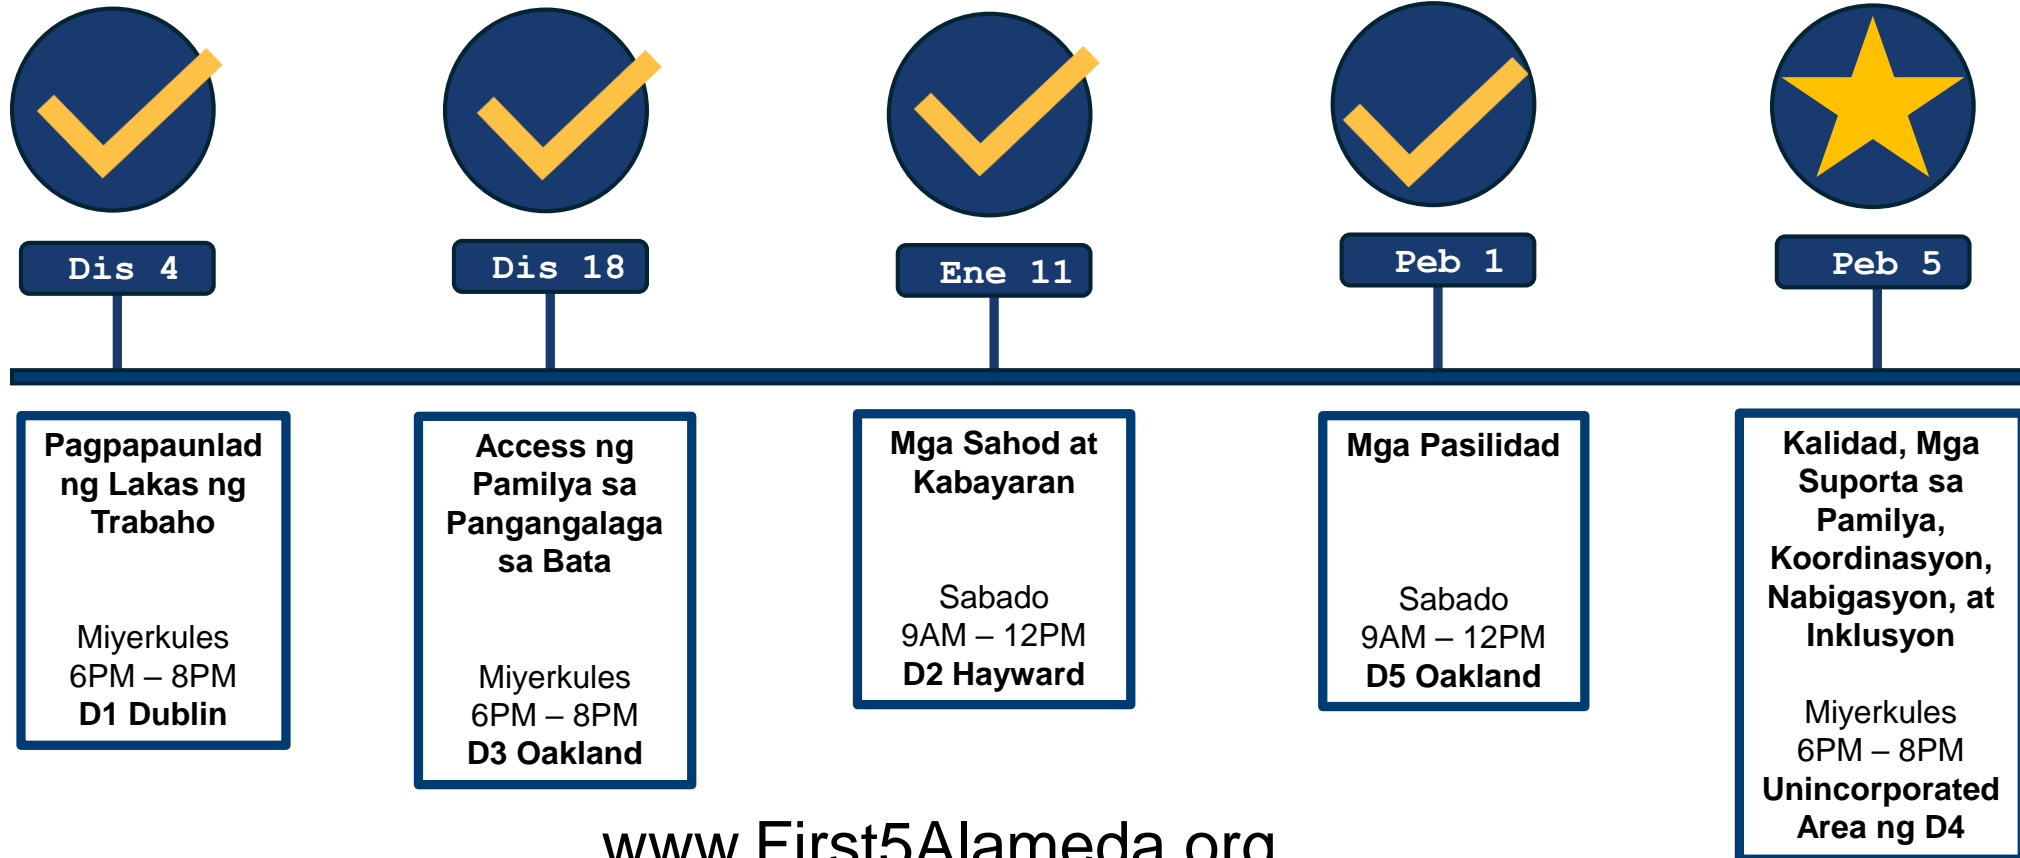 Dis 4
Dis 18
Ene 11
Peb 1
Peb 5
Pagpapaunlad
ng Lakas ng
Trabaho
Miyerkules
6PM – 8PM
D1 Dublin
Access ng
Pamilya sa
Pangangalaga
sa Bata
Miyerkules
6PM – 8PM
D3 Oakland
Mga Sahod at
Kabayaran
Sabado
9AM – 12PM
D2 Hayward
Mga Pasilidad
Sabado
9AM – 12PM
D5 Oakland
Kalidad, Mga
Suporta sa
Pamilya,
Koordinasyon,
Nabigasyon, at
Inklusyon
Miyerkules
6PM – 8PM
Unincorporated
Area ng D4
www.First5Alameda.org